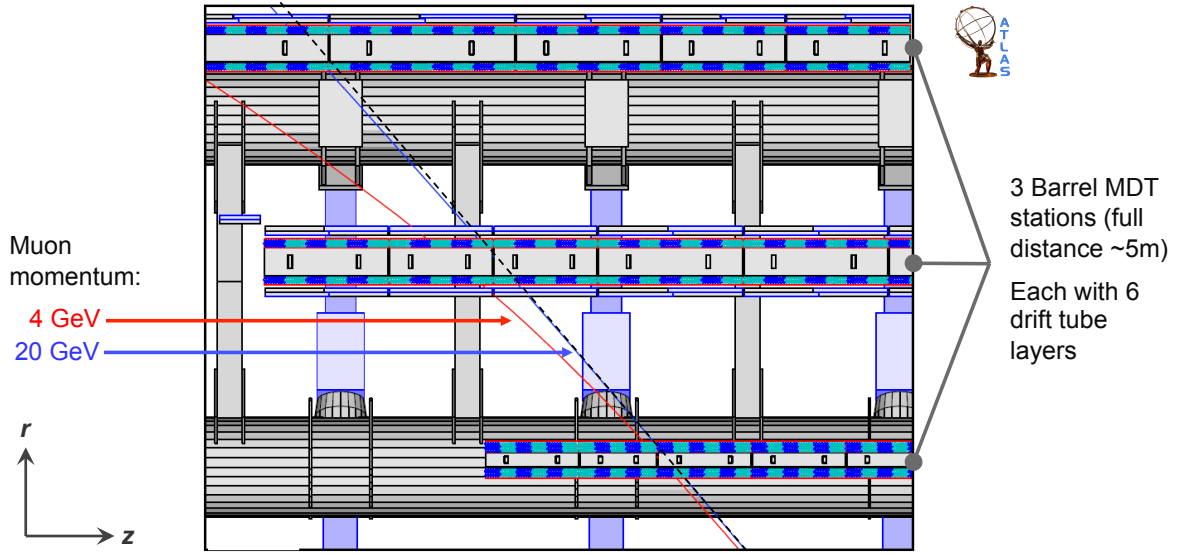 ATLAS
3 Barrel MDT
stations (full
distance ~5m)
Each with 6
drift tube
layers
Muon
momentum:
4 GeV
20 GeV
r
z